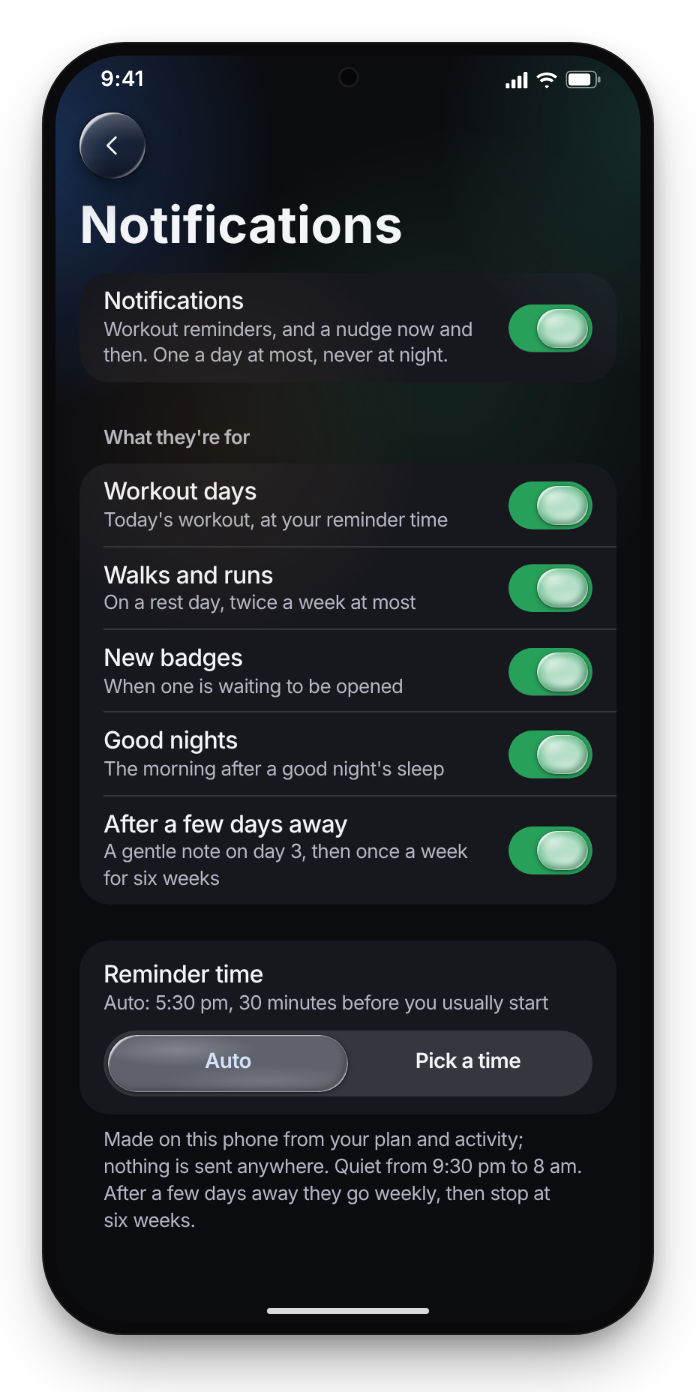 9:41
Notifications
Notifications
Workout reminders, and a nudge now and
then. One a day at most, never at night.
What they're for
Workout days
Today's workout, at your reminder time
Walks and runs
On a rest day, twice a week at most
New badges
When one is waiting to be opened
Good nights
The morning after a good night's sleep
After a few days away
A gentle note on day 3, then once a week
for six weeks
Reminder time
Auto: 5:30 pm, 30 minutes before you usually start
Auto
Pick a time
Made on this phone from your plan and activity;
nothing is sent anywhere. Quiet from 9:30 pm to 8 am.
After a few days away they go weekly, then stop at
six weeks.